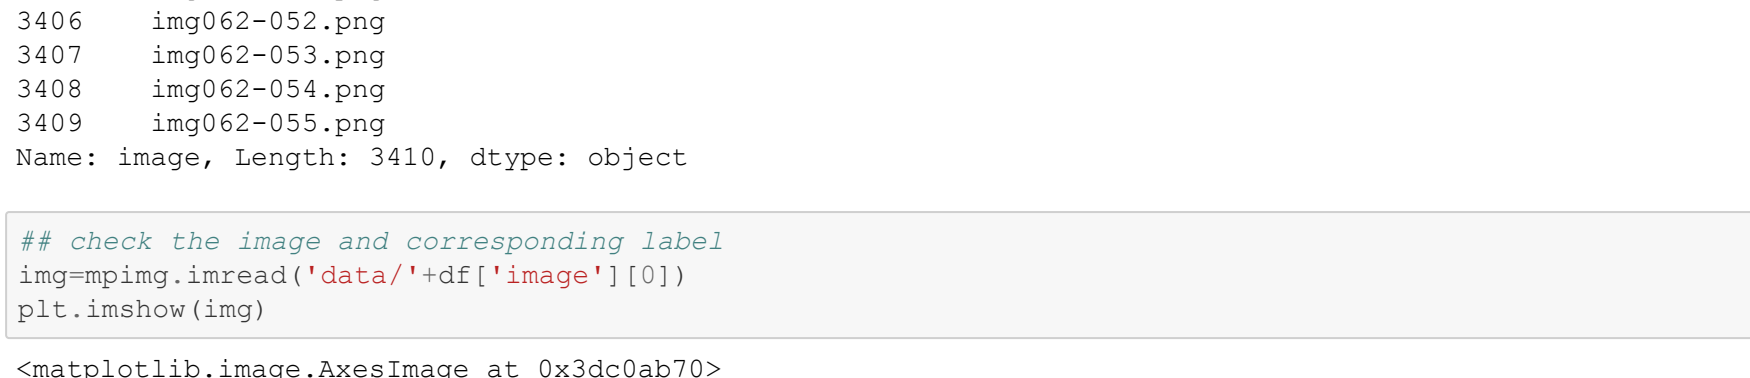 3406    img062-052.png
3407    img062-053.png
3408    img062-054.png
3409    img062-055.png
Name: image, Length: 3410, dtype: object
## check the image and corresponding label
img=mpimg.imread('data/'+df['image'][0])
plt.imshow(img)
<matplotlib.image.AxesImage at 0x3dc0ab70>